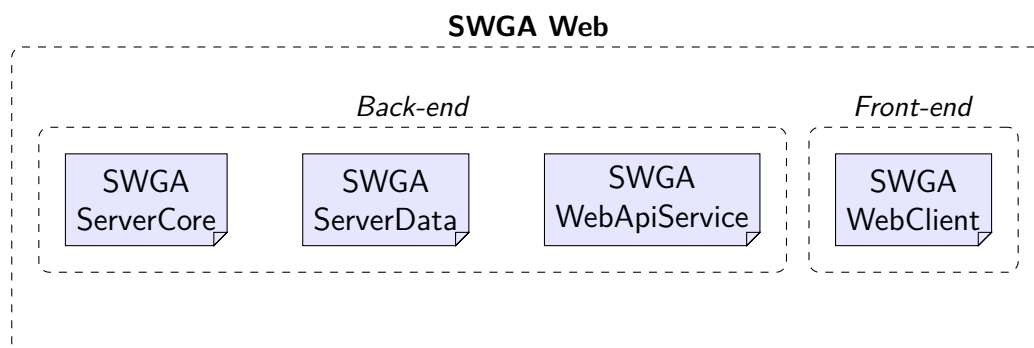 SWGA Web
Back-end
Front-end
SWGA
ServerCore
SWGA
ServerData
SWGA
WebApiService
SWGA
WebClient